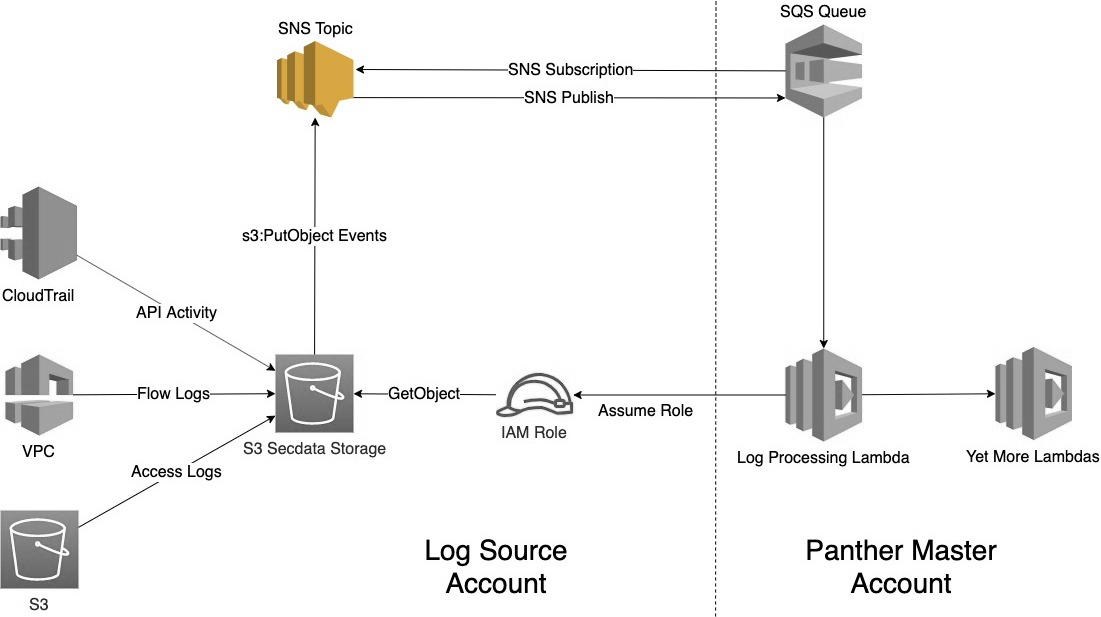 SQS Queue
SNS Topic
SNS Subscription
SNS Publish
s3:PutObject Events
CloudTrail
API Activity
Flow Logs
GetObject
Assume Role
IAM Role
VPC
S3 Secdata Storage
Log Processing Lambda
Yet More Lambdas
Access Logs
Log Source
Account
Panther Master
Account
S3